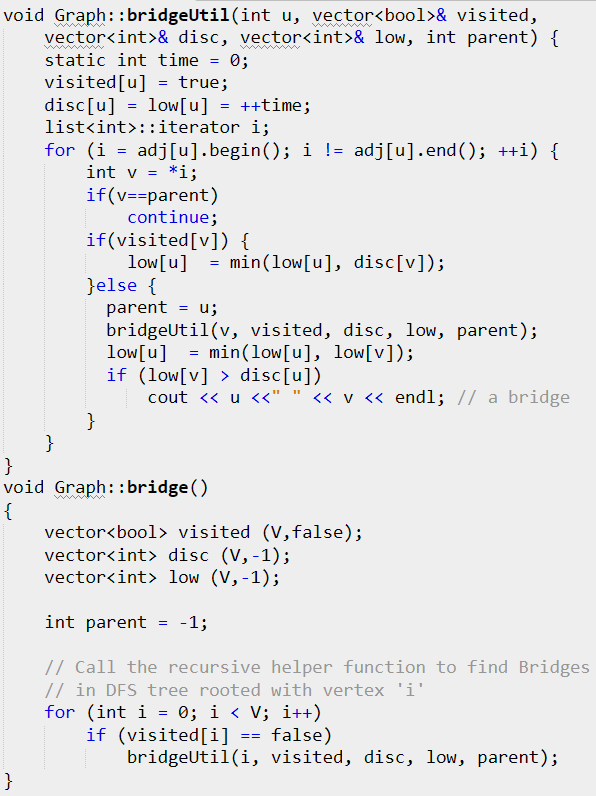 void Graph::bridgeUtil(int u, vector<bool>& visited,
    vector<int>& disc, vector<int>& low, int parent) {
    static int time = 0;
    visited[u] = true;
    disc[u] = low[u] = ++time;
    list<int>::iterator i;
    for (i = adj[u].begin(); i != adj[u].end(); ++i) {
        int v = *i;
        if(v==parent)
            continue;
        if(visited[v]) {
            low[u]  = min(low[u], disc[v]);
        }else {
          parent = u;
          bridgeUtil(v, visited, disc, low, parent);
          low[u]  = min(low[u], low[v]);
          if (low[v] > disc[u])
              cout << u <<" " << v << endl; // a bridge
        }
    }
}
void Graph::bridge()
{
    vector<bool> visited (V,false);
    vector<int> disc (V,-1);
    vector<int> low (V,-1);

    int parent = -1;

    // Call the recursive helper function to find Bridges
    // in DFS tree rooted with vertex 'i'
    for (int i = 0; i < V; i++)
        if (visited[i] == false)
            bridgeUtil(i, visited, disc, low, parent);
}